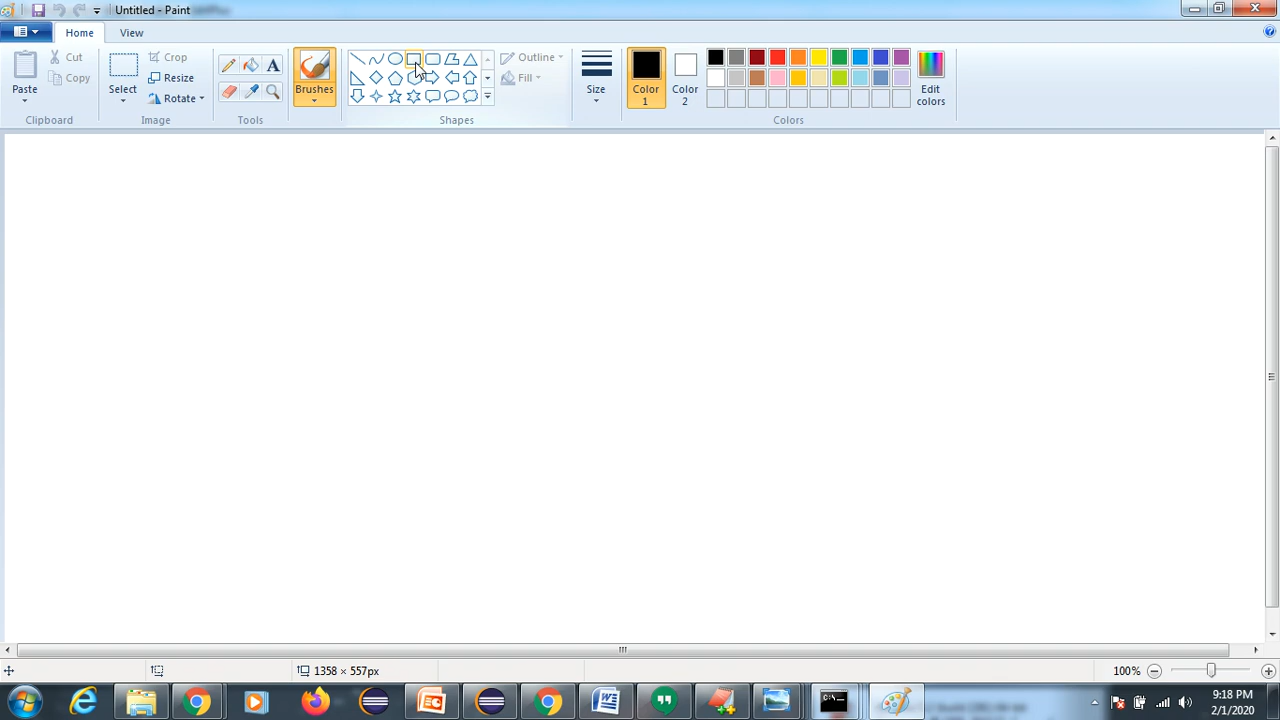 Untitled - Paint
Home View
Paste
Cut
Copy
Clipboard
Select
Crop
Resize
Rotate
Image
A
Tools
Brushes
Outline
Fill
Shapes
Size
Color
1
Color
2
Edit
colors
Colors
1358 × 557px
100%
C:\_
9:18 PM
2/1/2020